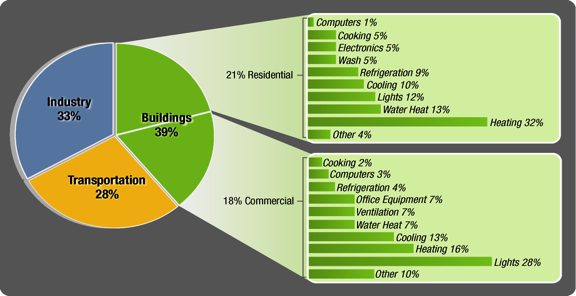 Industry
33%
Buildings
39%
Transportation
28%
21% Residential
Computers 1%
Cooking 5%
Electronics 5%
Wash 5%
Refrigeration 9%
Cooling 10%
Lights 12%
Water Heat 13%
Heating 32%
Other 4%
18% Commercial
Cooking 2%
Computers 3%
Refrigeration 4%
Office Equipment 7%
Ventilation 7%
Water Heat 7%
Cooling 13%
Heating 16%
Lights 28%
Other 10%